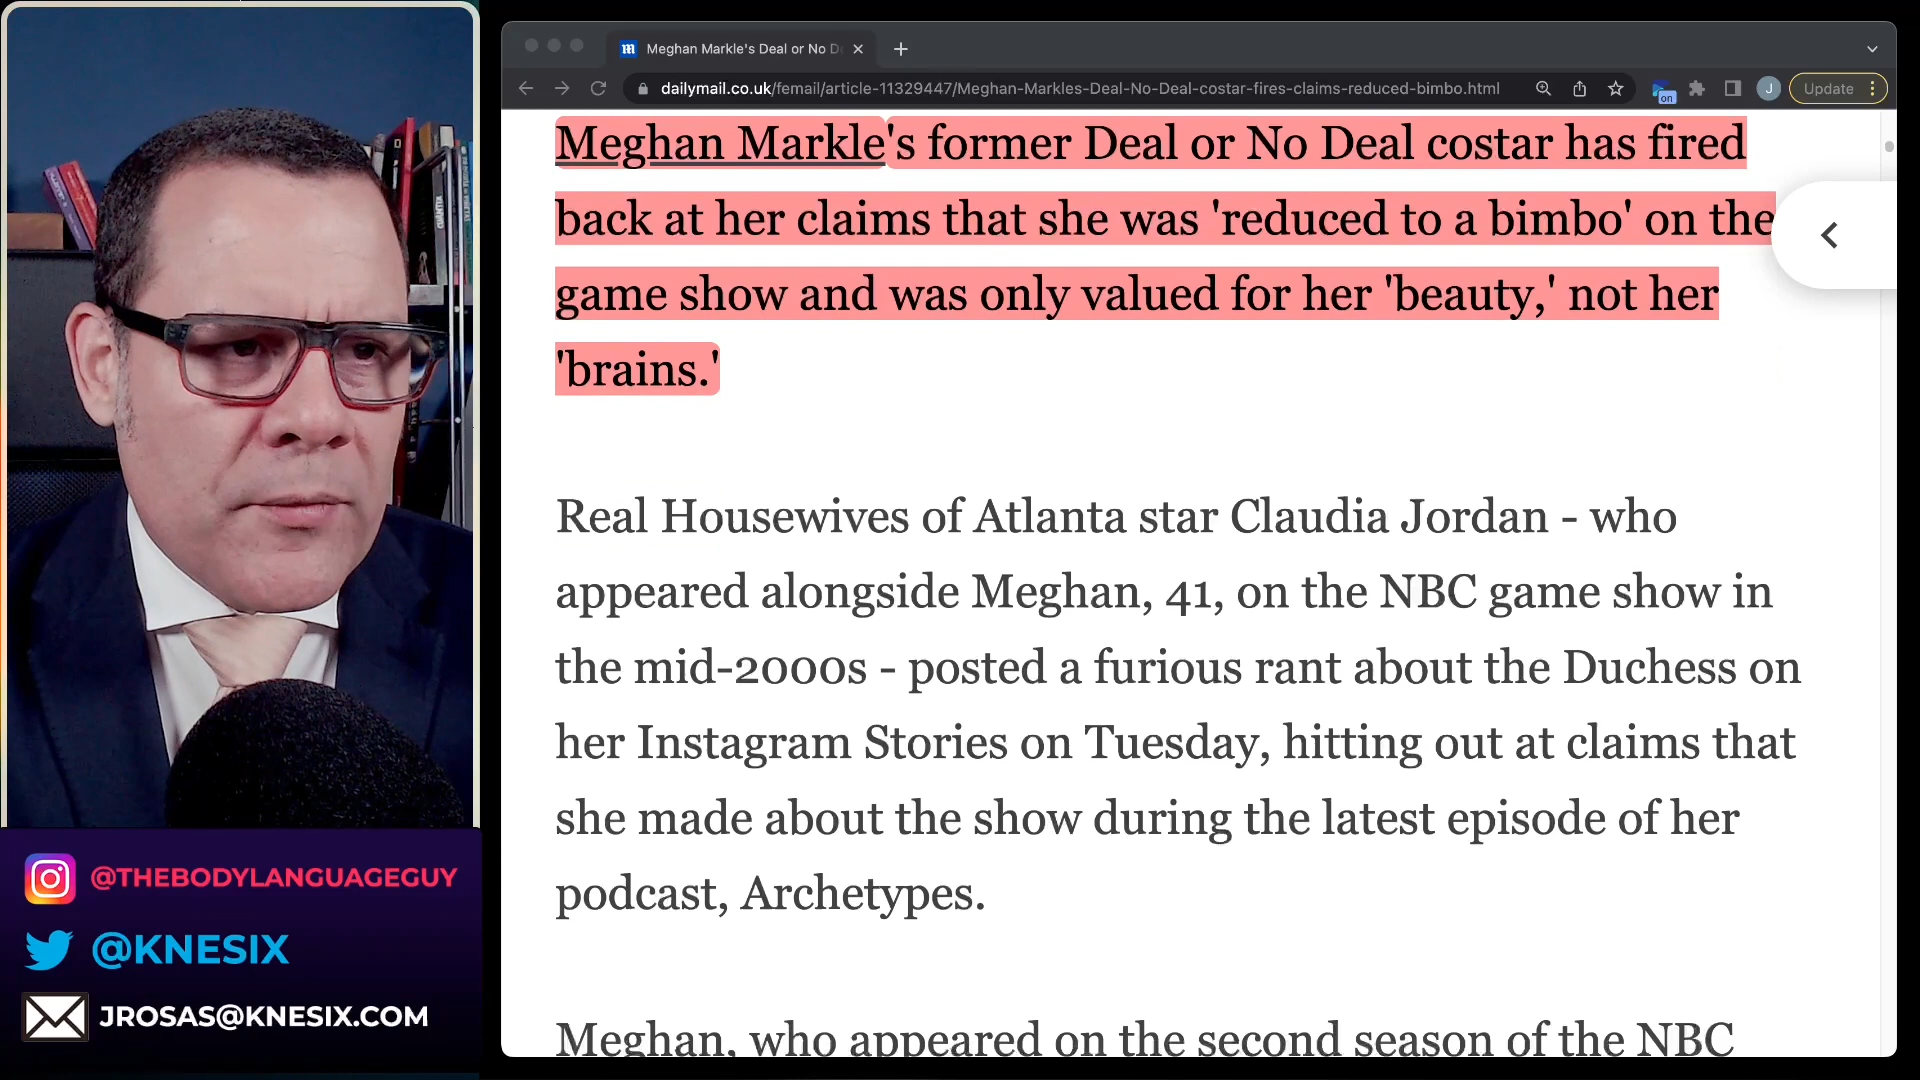 Meghan Markle's Deal or No D
dailymail.co.uk/femail/article-11329447/Meghan-Markles-Deal-No-Deal-costar-fires-claims-reduced-bimbo.html
on
J
Update
Meghan Markle's former Deal or No Deal costar has fired
back at her claims that she was 'reduced to a bimbo' on the
game show and was only valued for her 'beauty,' not her
'brains.'
Real Housewives of Atlanta star Claudia Jordan - who
appeared alongside Meghan, 41, on the NBC game show in
the mid-2000s - posted a furious rant about the Duchess on
her Instagram Stories on Tuesday, hitting out at claims that
she made about the show during the latest episode of her
podcast, Archetypes.
Meghan, who appeared on the second season of the NBC
@THEBODYLANGUAGEGUY
@KNESIX
JROSAS@KNESIX.COM